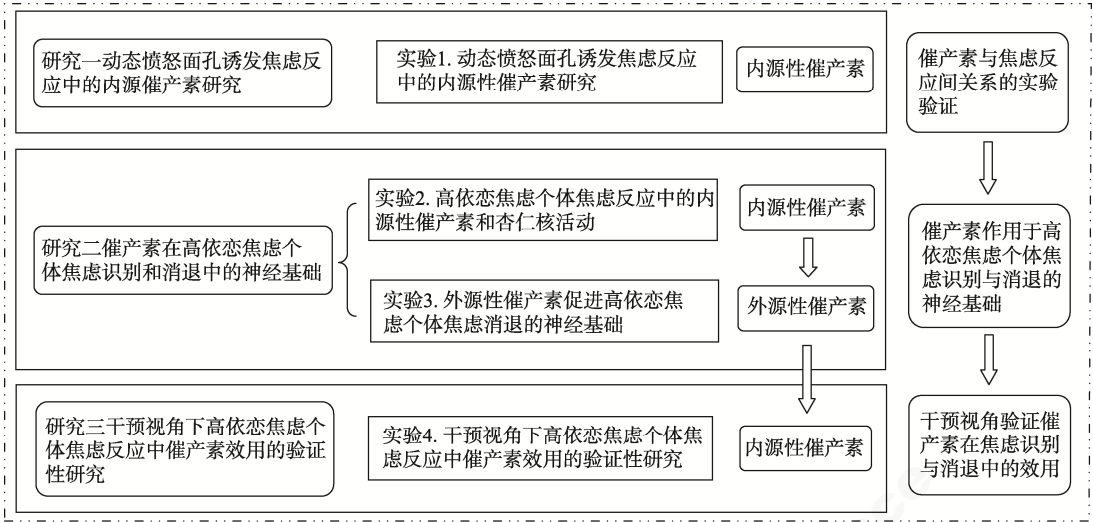 研究一动态愤怒面孔诱发焦虑反
应中的内源催产素研究
实验1. 动态愤怒面孔诱发焦虑反应
中的内源性催产素研究
内源性催产素
催产素与焦虑反
应间关系的实验
验证
研究二催产素在高依恋焦虑个
体焦虑识别和消退中的神经基础
实验2. 高依恋焦虑个体焦虑反应中的内
源性催产素和杏仁核活动
内源性催产素
实验3. 外源性催产素促进高依恋焦
虑个体焦虑消退的神经基础
外源性催产素
催产素作用于高
依恋焦虑个体焦
虑识别与消退的
神经基础
研究三干预视角下高依恋焦虑个
体焦虑反应中催产素效用的验证
性研究
实验4. 干预视角下高依恋焦虑个体焦
虑反应中催产素效用的验证性研究
内源性催产素
干预视角验证催
产素在焦虑识别
与消退中的效用